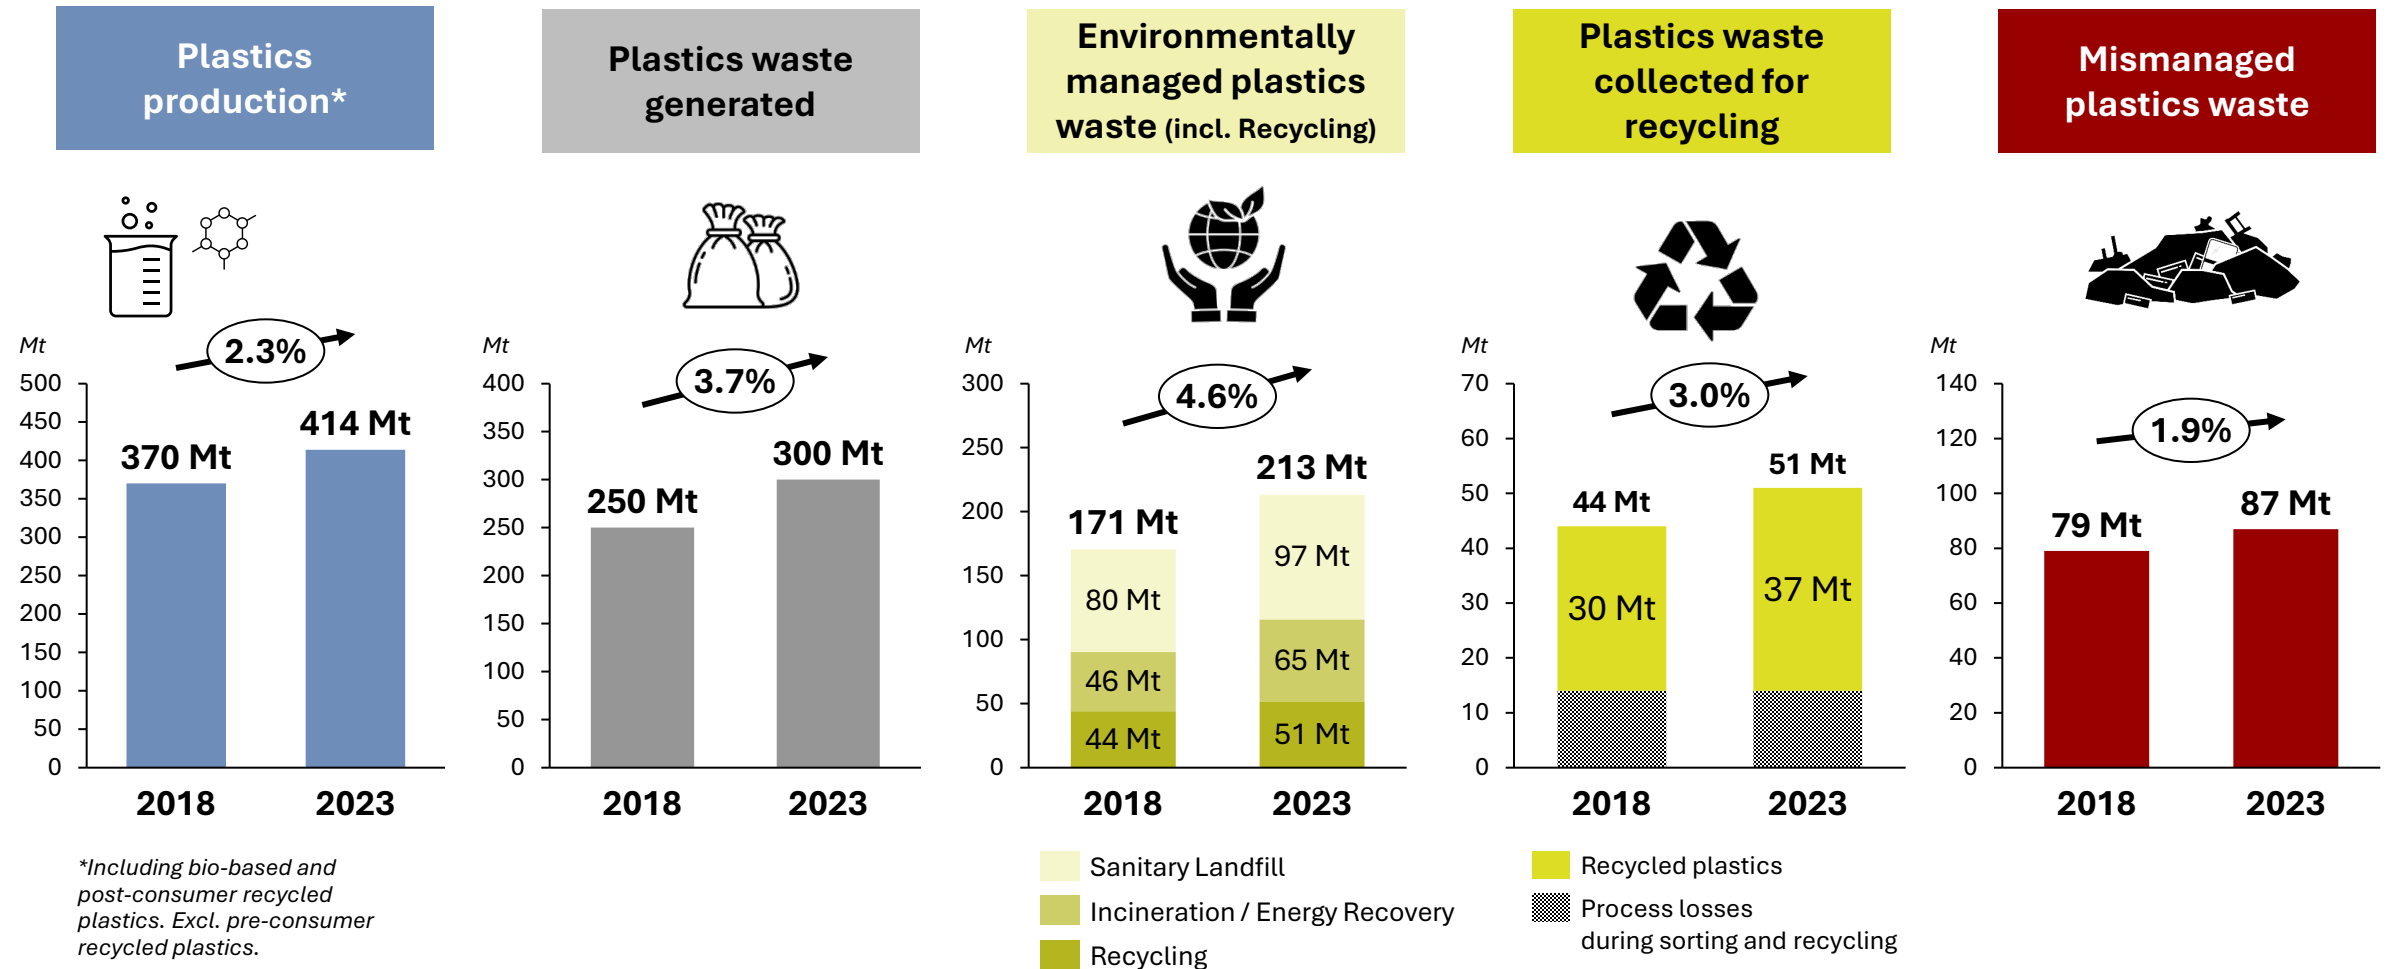 Plastics
production*
Plastics waste
generated
Environmentally
managed plastics
waste (incl. Recycling)
Plastics waste
collected for
recycling
Mismanaged
plastics waste
Mt
2.3%
500
450
400
350
300
250
200
150
100
50
0
370 Mt
414 Mt
2018
2023
*Including bio-based and
post-consumer recycled
plastics. Excl. pre-consumer
recycled plastics.
Mt
3.7%
400
350
300
250
200
150
100
50
0
250 Mt
300 Mt
2018
2023
Mt
4.6%
300
250
200
150
100
50
0
171 Mt
80 Mt
46 Mt
44 Mt
213 Mt
97 Mt
65 Mt
51 Mt
2018
2023
Sanitary Landfill
Incineration / Energy Recovery
Recycling
Mt
3.0%
70
60
50
40
30
20
10
0
44 Mt
30 Mt
51 Mt
37 Mt
2018
2023
Recycled plastics
Process losses
during sorting and recycling
Mt
1.9%
140
120
100
80
60
40
20
0
79 Mt
87 Mt
2018
2023